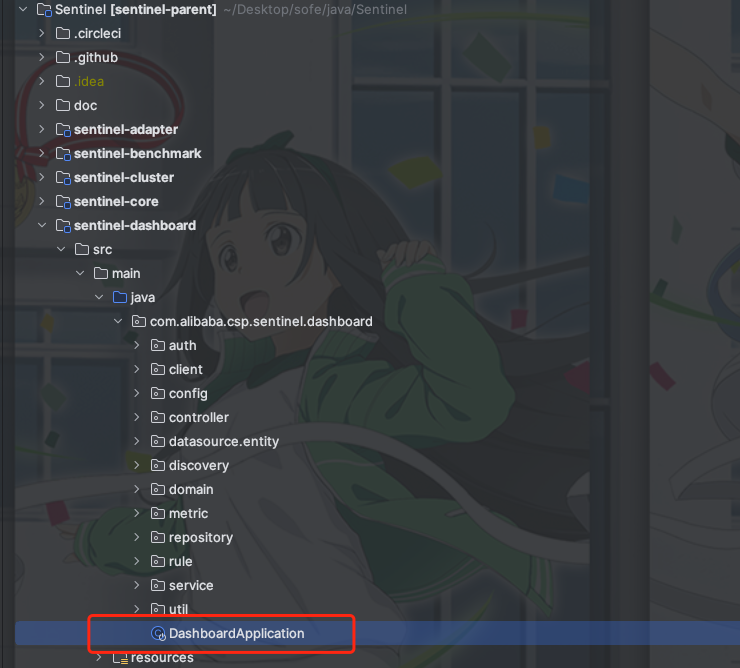 Sentinel [sentinel-parent] ~/Desktop/sofe/java/Sentinel
.circleci
.github
.idea
doc
sentinel-adapter
sentinel-benchmark
sentinel-cluster
sentinel-core
sentinel-dashboard
src
main
java
com.alibaba.csp.sentinel.dashboard
auth
client
config
controller
datasource.entity
discovery
domain
metric
repository
rule
service
util
DashboardApplication
resources